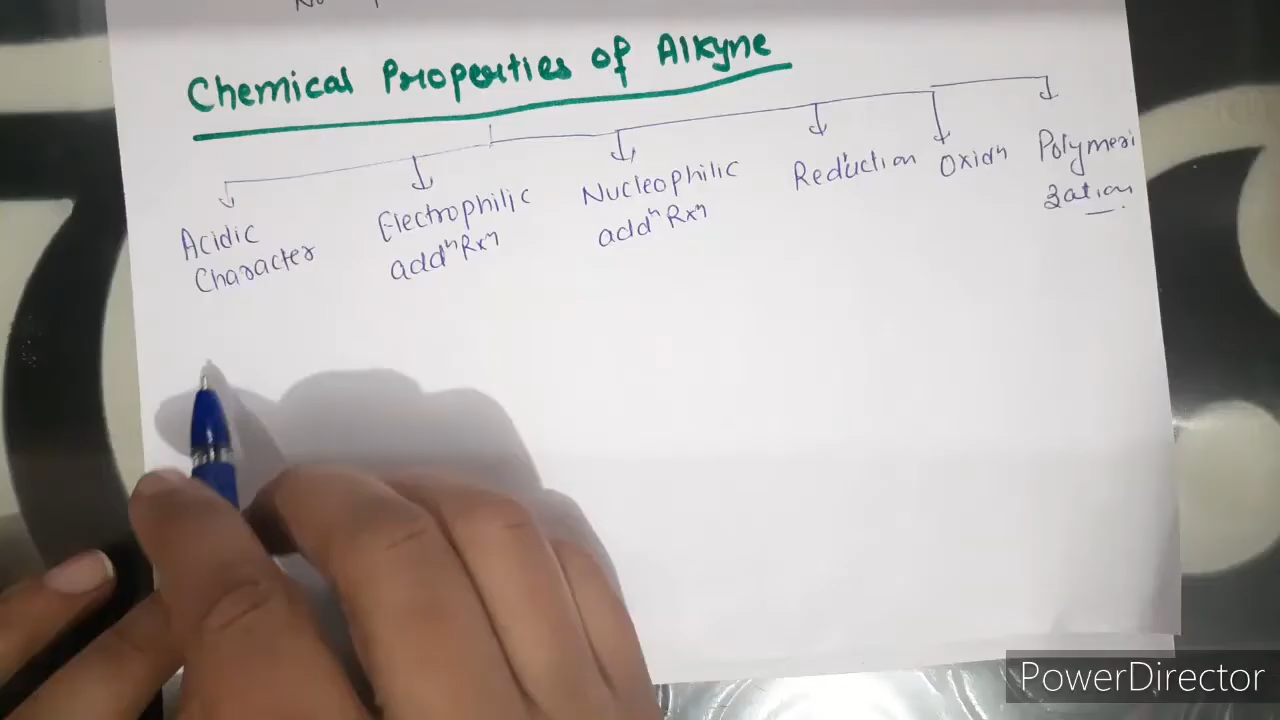 Chemical Properties of Alkyne
Acidic
Character
Electrophilic
addⁿ Rxⁿ
Nucleophilic
addⁿ Rxⁿ
Reduction
Oxidⁿ
Polymeri
zation
PowerDirector